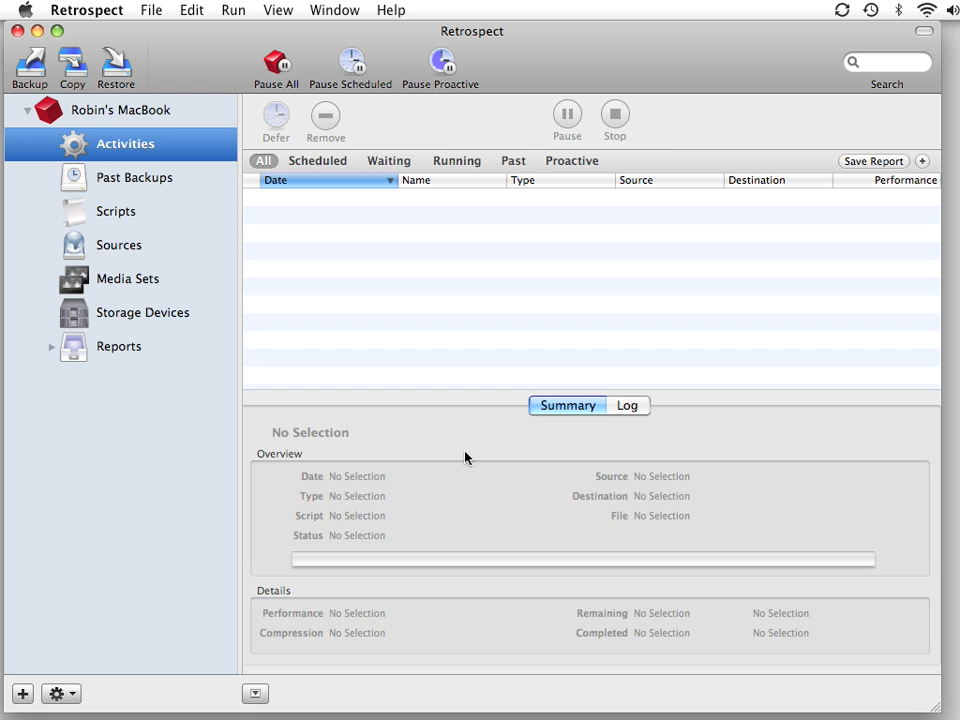 Retrospect File Edit Run View Window Help
Retrospect
Backup Copy Restore Pause All Pause Scheduled Pause Proactive Search
Robin's MacBook
Activities
Past Backups
Scripts
Sources
Media Sets
Storage Devices
Reports
Defer Remove Pause Stop
All Scheduled Waiting Running Past Proactive Save Report
Date Name Type Source Destination Performance
Summary Log
No Selection
Overview
Date No Selection Source No Selection
Type No Selection Destination No Selection
Script No Selection File No Selection
Status No Selection
Details
Performance No Selection Remaining No Selection No Selection
Compression No Selection Completed No Selection No Selection